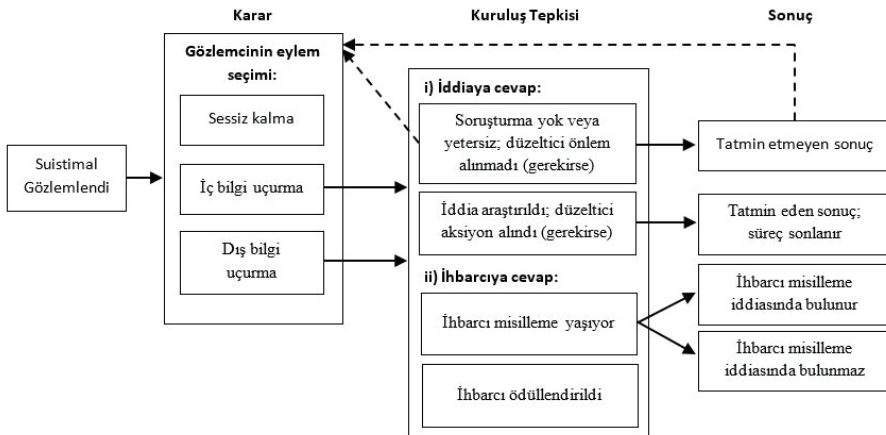 Karar
Kuruluş Tepkisi
Sonuç
Gözlemcinin eylem
seçimi:
Sessiz kalma
İç bilgi uçurma
Dış bilgi
uçurma
Suistimal
Gözlemlendi
i) İddiaya cevap:
Soruşturma yok veya
yetersiz; düzeltici önlem
alınmadı (gerekirse)
İddia araştırıldı; düzeltici
aksiyon alındı (gerekirse)
ii) İhbarcıya cevap:
İhbarcı misilleme yaşıyor
İhbarcı ödüllendirildi
Tatmin etmeyen sonuç
Tatmin eden sonuç;
süreç sonlanır
İhbarcı misilleme
iddiasında bulunur
İhbarcı misilleme
iddiasında bulunmaz